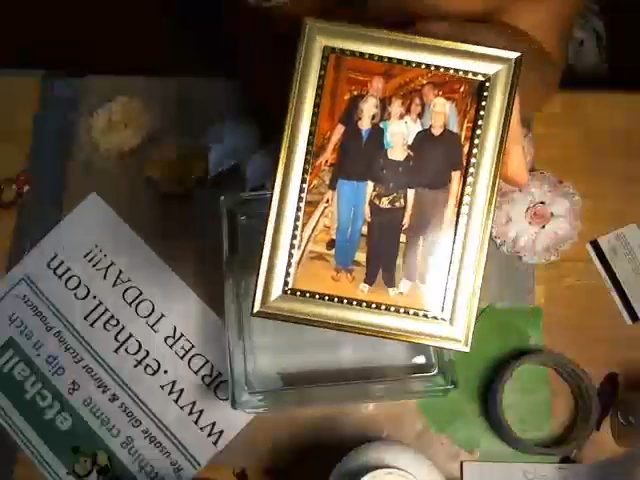 ORDER TODAY!!!
www.etchall.com
Re-usable Glass & Mirror Etching Products
etching creme & dip 'n etch
etchall